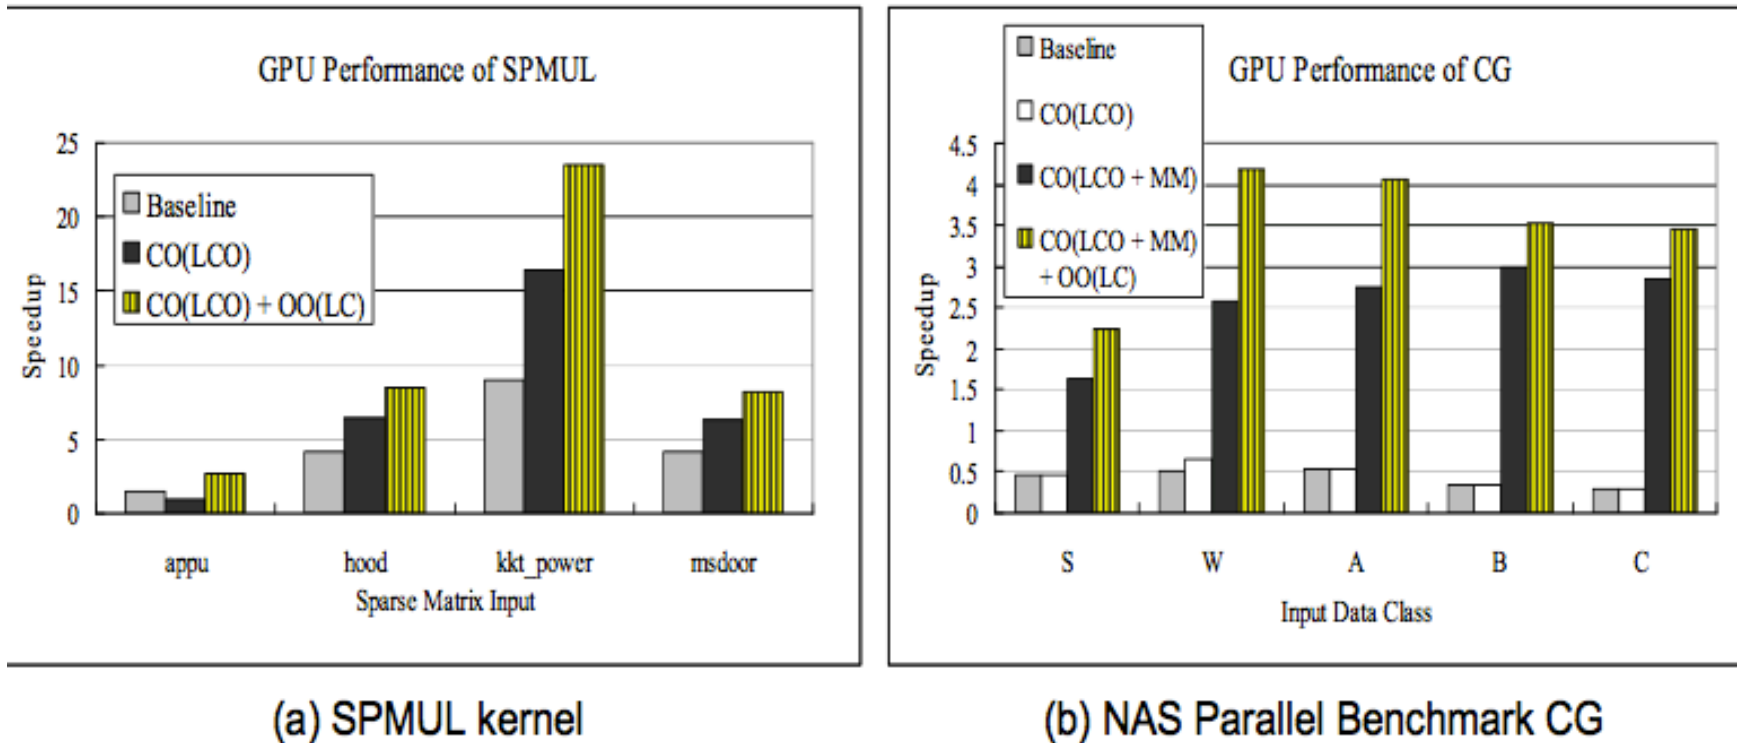 GPU Performance of SPMUL
25
20
15
10
5
0
Speedup
Baseline
CO(LCO)
CO(LCO) + OO(LC)
appu
hood
kkt_power
msdoor
Sparse Matrix Input
(a) SPMUL kernel
GPU Performance of CG
Baseline
CO(LCO)
CO(LCO + MM)
CO(LCO + MM)
+ OO(LC)
4.5
4
3.5
3
2.5
2
1.5
1
0.5
0
Speedup
S
W
A
B
C
Input Data Class
(b) NAS Parallel Benchmark CG